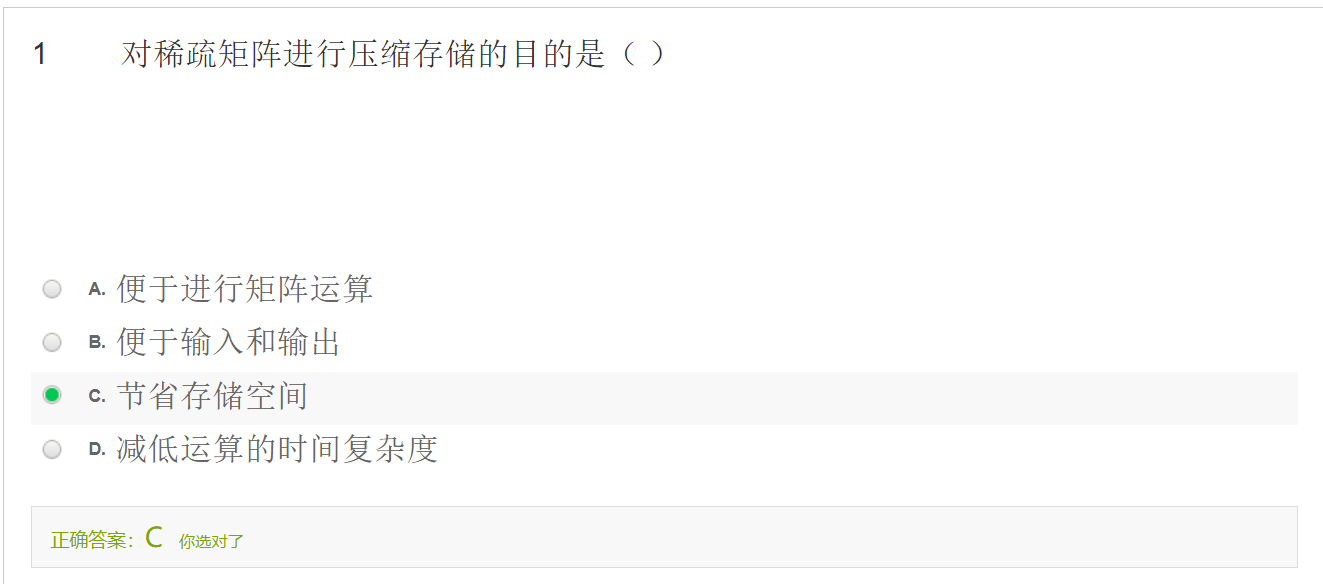 1 对稀疏矩阵进行压缩存储的目的是（ ）
A. 便于进行矩阵运算
B. 便于输入和输出
C. 节省存储空间
D. 减低运算的时间复杂度
正确答案：C 你选对了